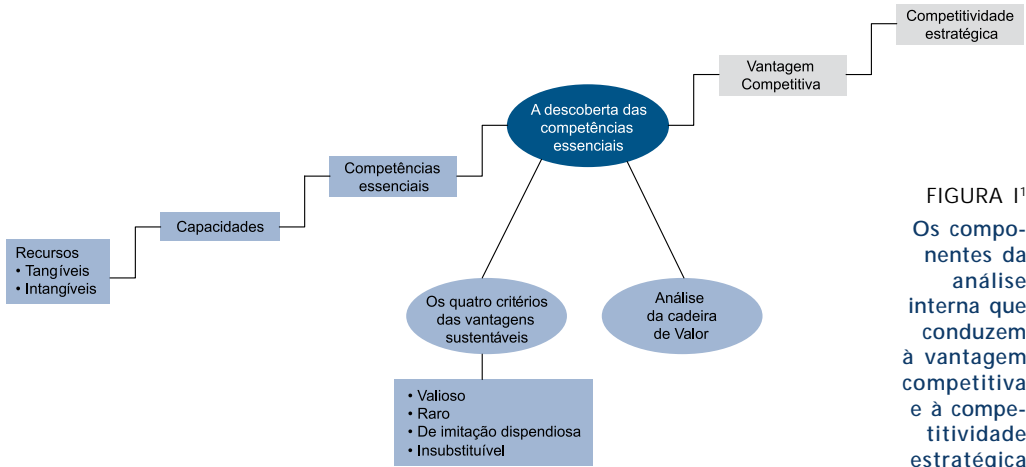 Competitividade
estratégica
Vantagem
Competitiva
A descoberta das
competências
essenciais
Competências
essenciais
Capacidades
Recursos
• Tangíveis
• Intangíveis
Os quatro critérios
das vantagens
sustentáveis
Análise
da cadeira
de Valor
• Valioso
• Raro
• De imitação dispendiosa
• Insubstituível
FIGURA I¹
Os compo-
nentes da
análise
interna que
conduzem
à vantagem
competitiva
e à compe-
titividade
estratégica